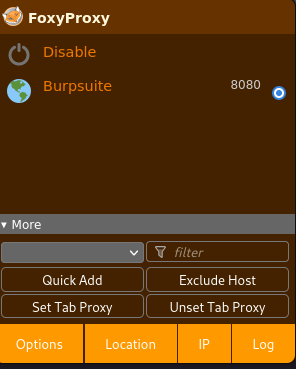 FoxyProxy
Disable
Burpsuite 8080
▾ More
filter
Quick Add Exclude Host
Set Tab Proxy Unset Tab Proxy
Options Location IP Log